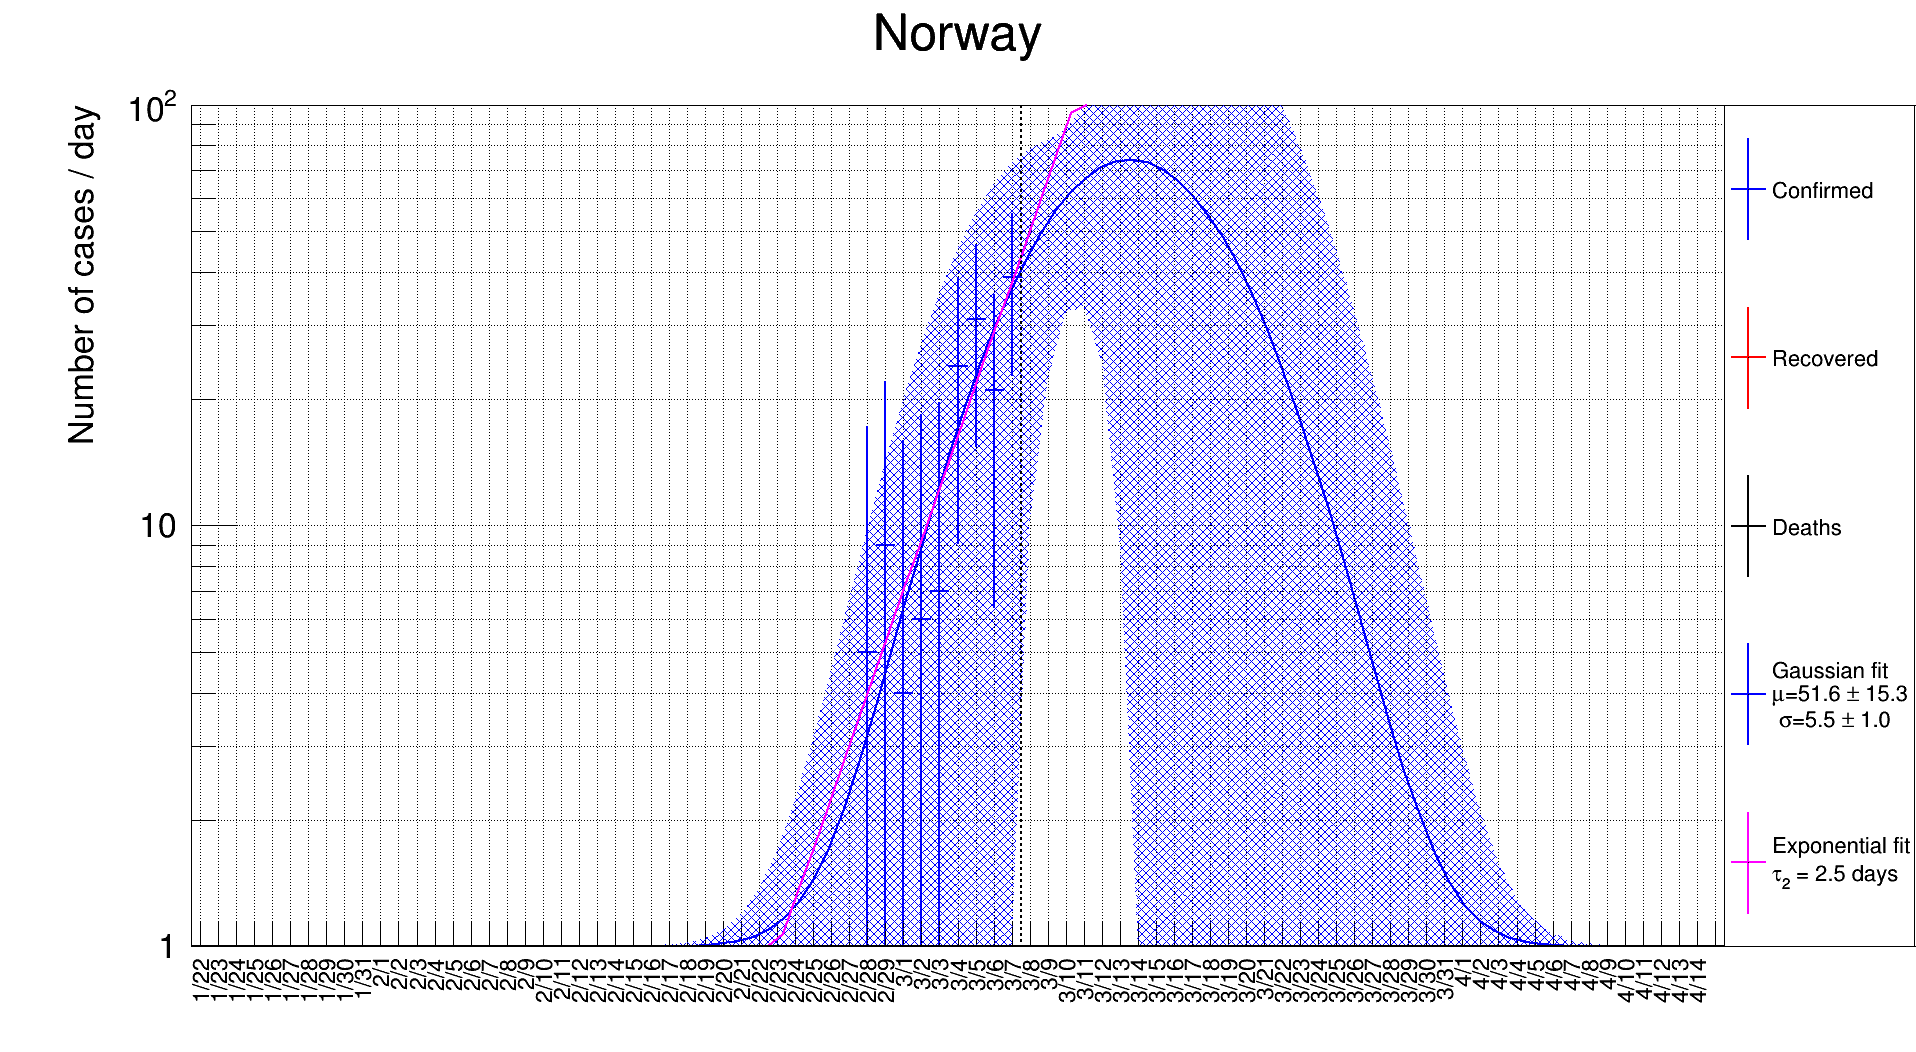 Norway
Number of cases / day
10²
10
1
1/22 1/23 1/24 1/25 1/26 1/27 1/28 1/29 1/30 1/31 2/1 2/2 2/3 2/4 2/5 2/6 2/7 2/8 2/9 2/10 2/11 2/12 2/13 2/14 2/15 2/16 2/17 2/18 2/19 2/20 2/21 2/22 2/23 2/24 2/25 2/26 2/27 2/28 2/29 3/1 3/2 3/3 3/4 3/5 3/6 3/7 3/8 3/9 3/10 3/11 3/12 3/13 3/14 3/15 3/16 3/17 3/18 3/19 3/20 3/21 3/22 3/23 3/24 3/25 3/26 3/27 3/28 3/29 3/30 3/31 4/1 4/2 4/3 4/4 4/5 4/6 4/7 4/8 4/9 4/10 4/11 4/12 4/13 4/14
Confirmed
Recovered
Deaths
Gaussian fit
μ=51.6 ± 15.3
σ=5.5 ± 1.0
Exponential fit
τ₂ = 2.5 days